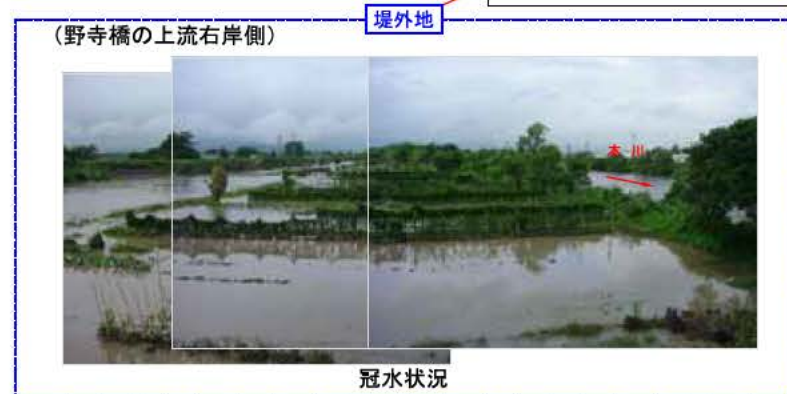 堤外地
（野寺橋の上流右岸側）
本川
冠水状況